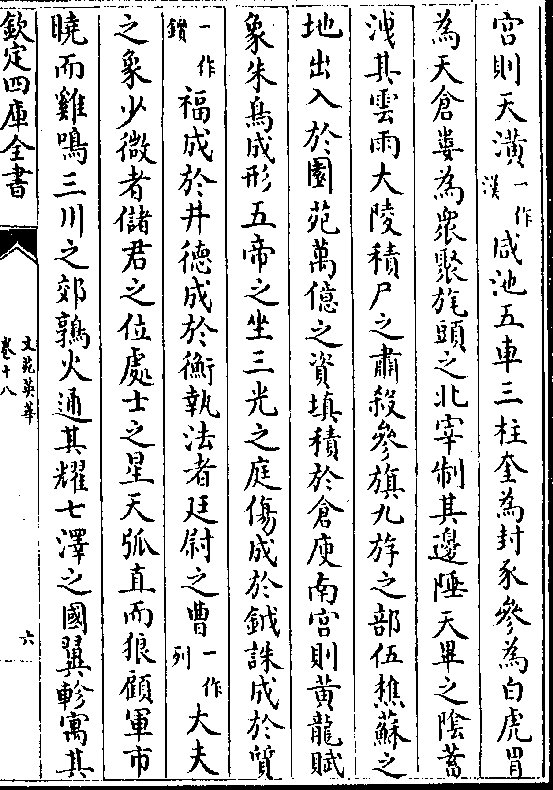 宫則天潢一作漢咸池五車三柱奎為封豕參為白虎胃
為天倉婁為衆聚旄頭之北宰制其邊陲天畢之陰蓄
洩其雲雨大陵積尸之肅殺參旗九斿之部伍樵蘇之
地出入於園苑萬億之資填積於倉庾南宫則黄龍賦
象朱鳥成形五帝之坐三光之庭傷成於鉞誅成於質
一作鑕福成於井德成於衡執法者廷尉之曹一作列大夫
之象少微者儲君之位處士之星天弧直而狼顧軍市
曉而雞鳴三川之郊鶉火通其耀七澤之國翼軫寓其
欽定四庫全書
文苑英華
卷十八
六